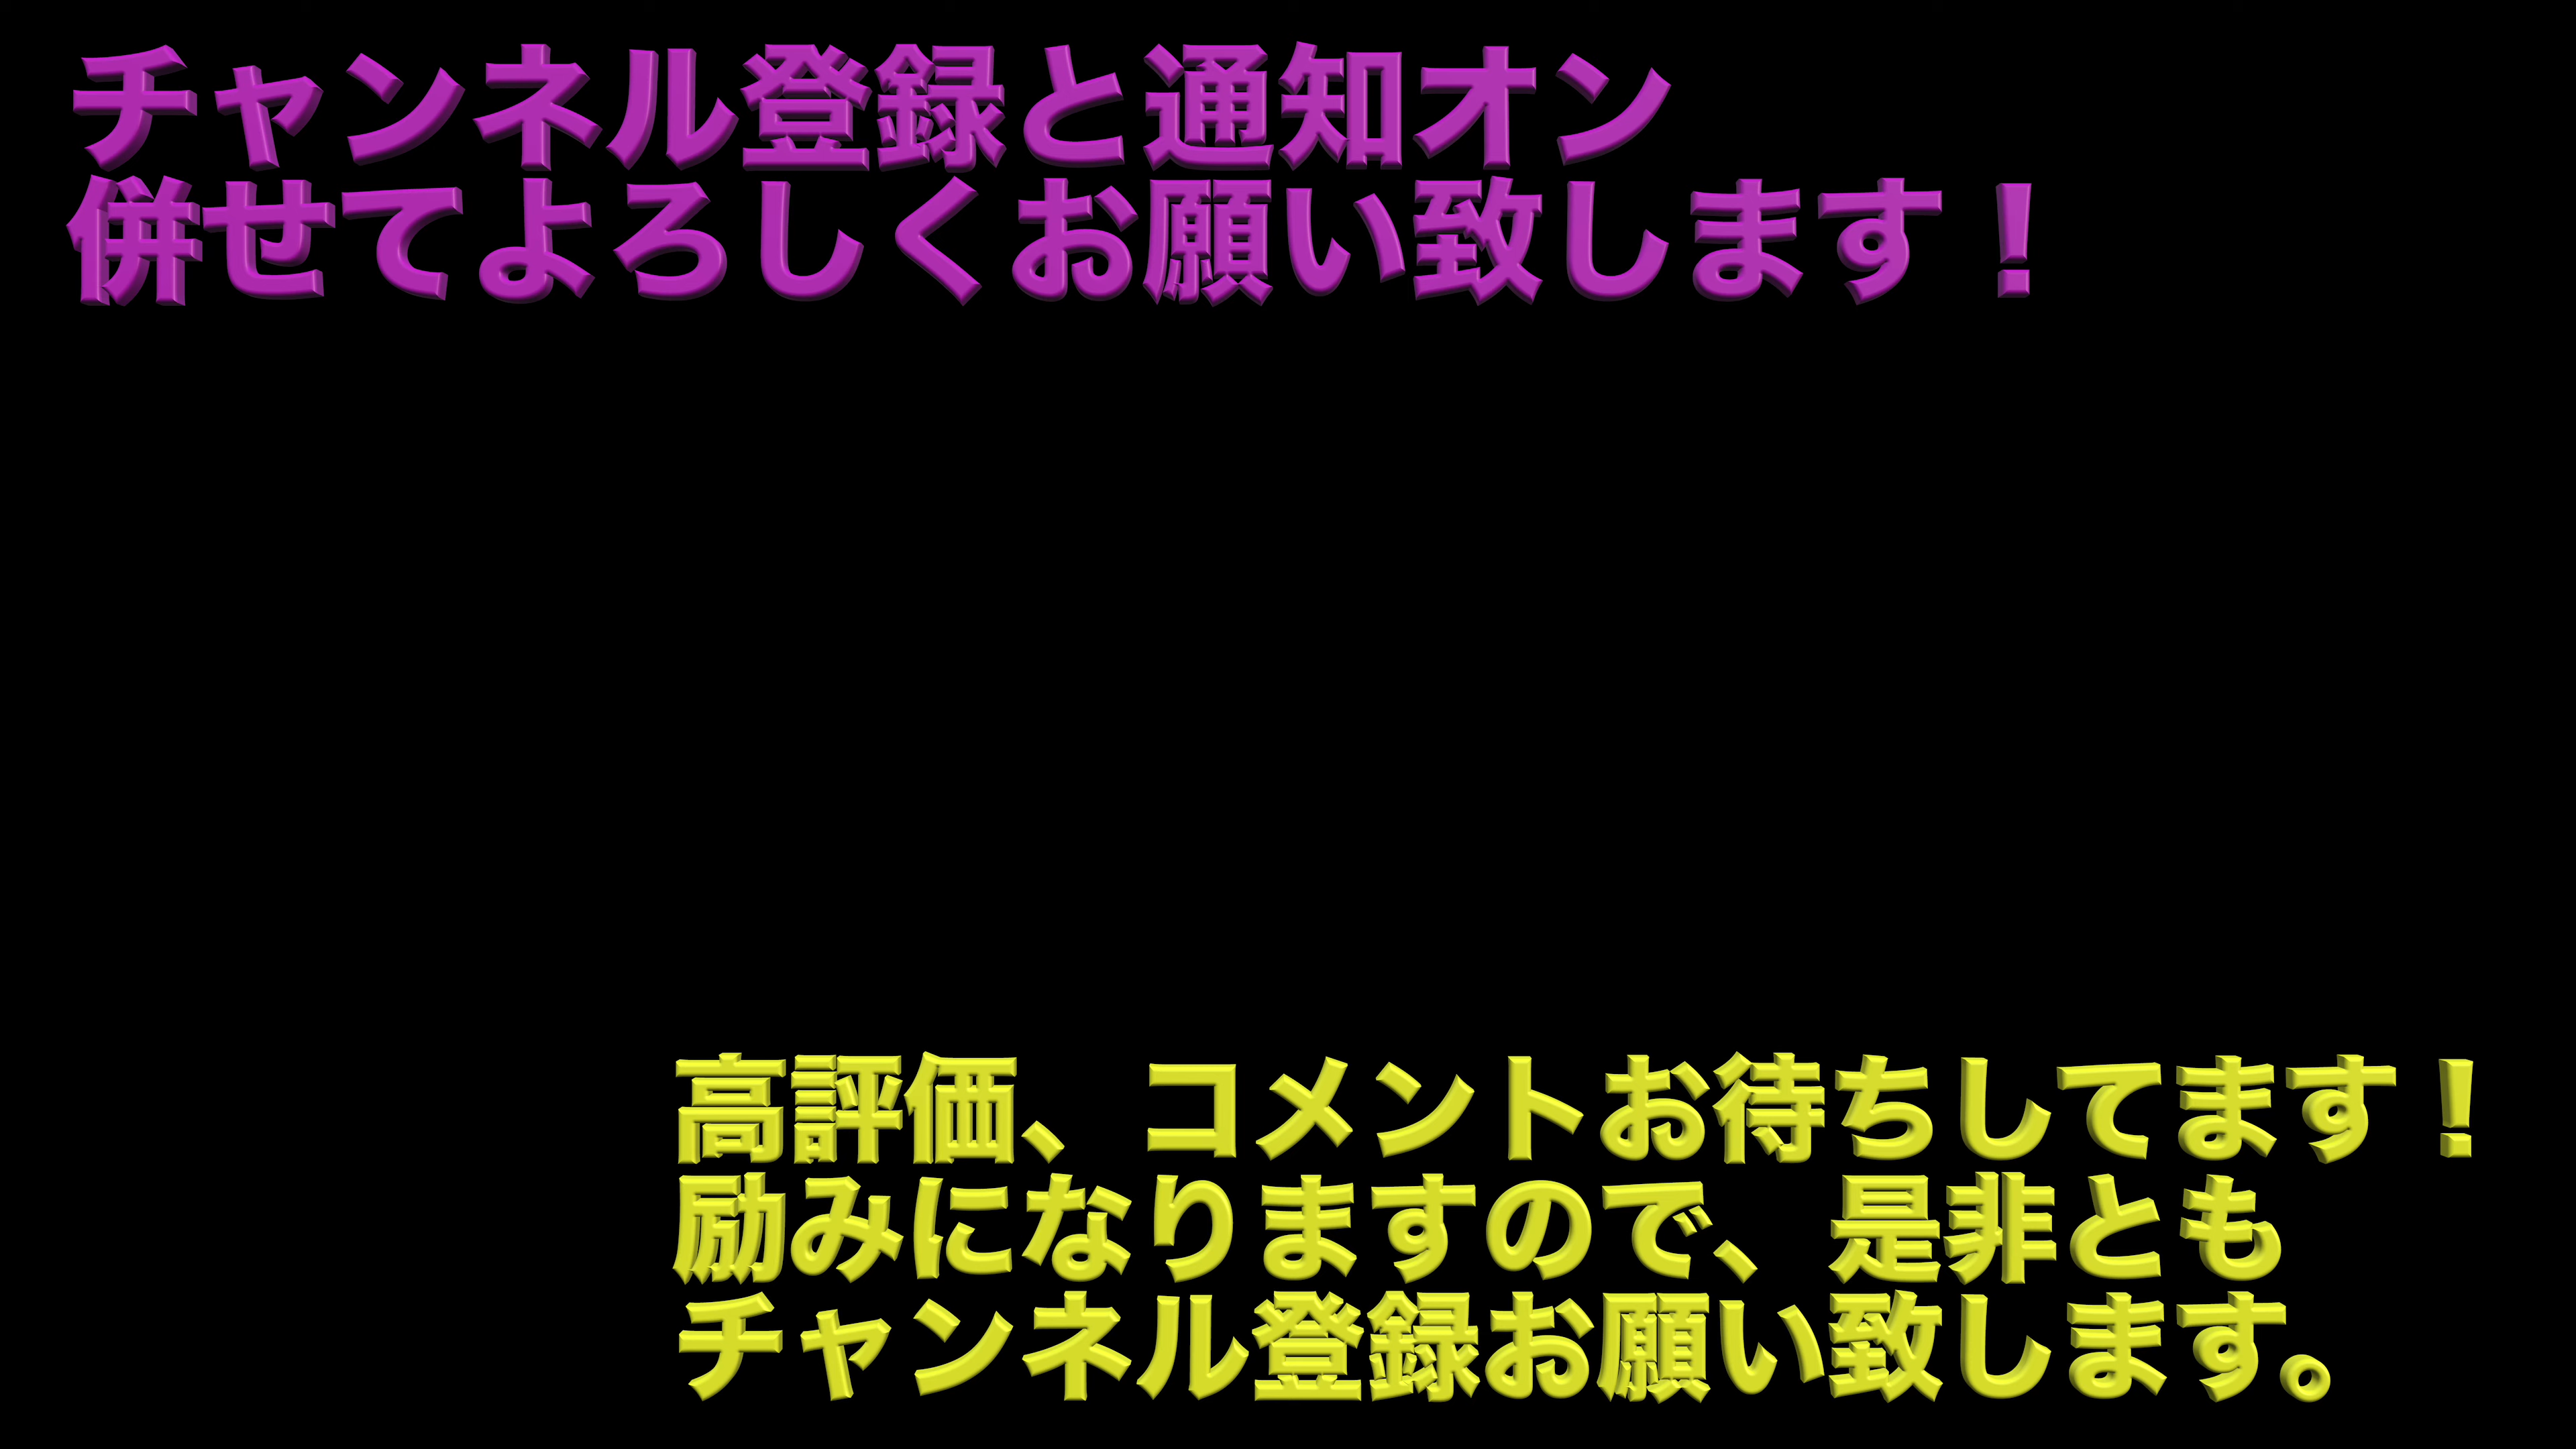 チャンネル登録と通知オン
併せてよろしくお願い致します！
高評価、コメントお待ちしてます！
励みになりますので、是非とも
チャンネル登録お願い致します。